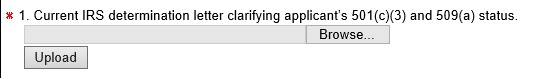 * 1. Current IRS determination letter clarifying applicant's 501(c)(3) and 509(a) status.
Browse...
Upload